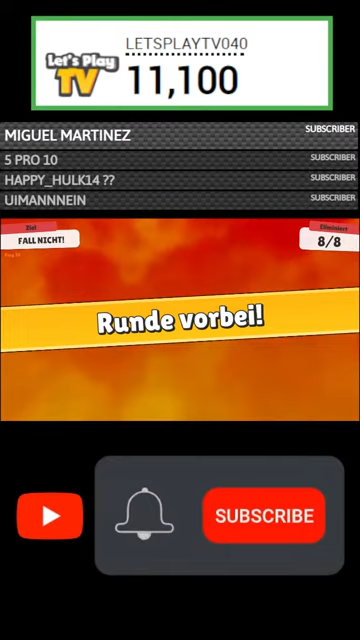 LETSPLAYTV040
Let's Play
TV
11,100
MIGUEL MARTINEZ
SUBSCRIBER
5 PRO 10
SUBSCRIBER
HAPPY_HULK14 ??
SUBSCRIBER
UIMANNNEIN
SUBSCRIBER
Ziel
FALL NICHT!
Eliminiert
8/8
Runde vorbei!
SUBSCRIBE